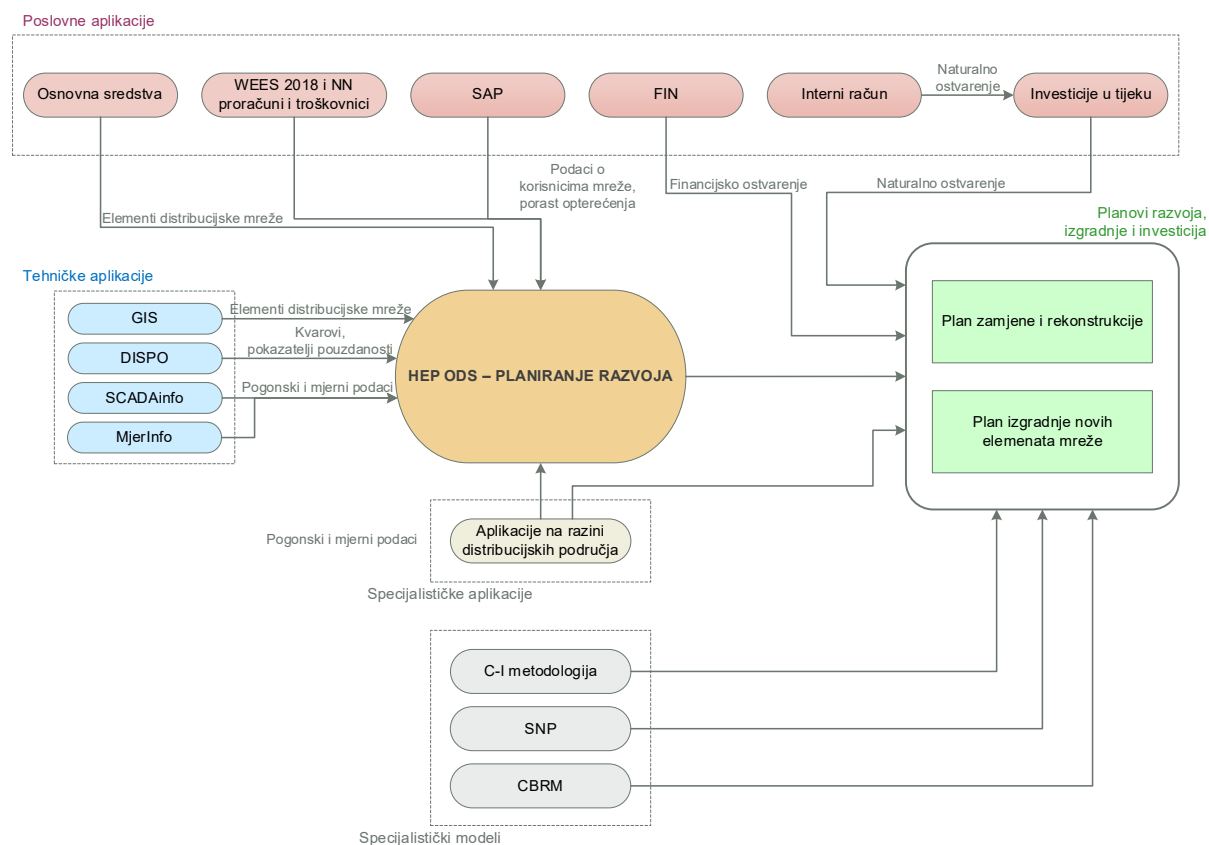 Poslovne aplikacije
Osnovna sredstva
WEES 2018 i NN
proračuni i troškovnici
SAP
FIN
Interni račun
Naturalno
ostvarenje
Investicije u tijeku
Podaci o
korisnicima mreže,
porast opterećenja
Financijsko ostvarenje
Naturalno ostvarenje
Elementi distribucijske mreže
Planovi razvoja,
izgradnje i investicija
Tehničke aplikacije
GIS
Elementi distribucijske mreže
DISPO
Kvarovi,
pokazatelji pouzdanosti
SCADAinfo
Pogonski i mjerni podaci
MjerInfo
HEP ODS – PLANIRANJE RAZVOJA
Plan zamjene i rekonstrukcije
Plan izgradnje novih
elemenata mreže
Pogonski i mjerni podaci
Aplikacije na razini
distribucijskih područja
Specijalističke aplikacije
C-I metodologija
SNP
CBRM
Specijalistički modeli